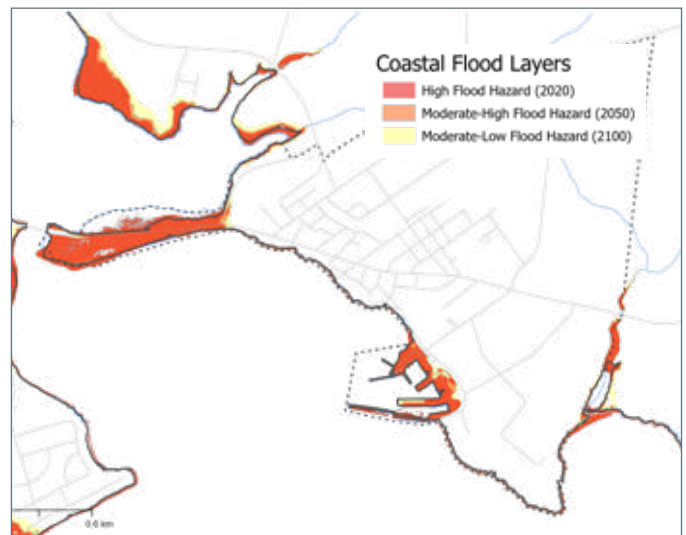 Coastal Flood Layers
High Flood Hazard (2020)
Moderate-High Flood Hazard (2050)
Moderate-Low Flood Hazard (2100)
0.6 km